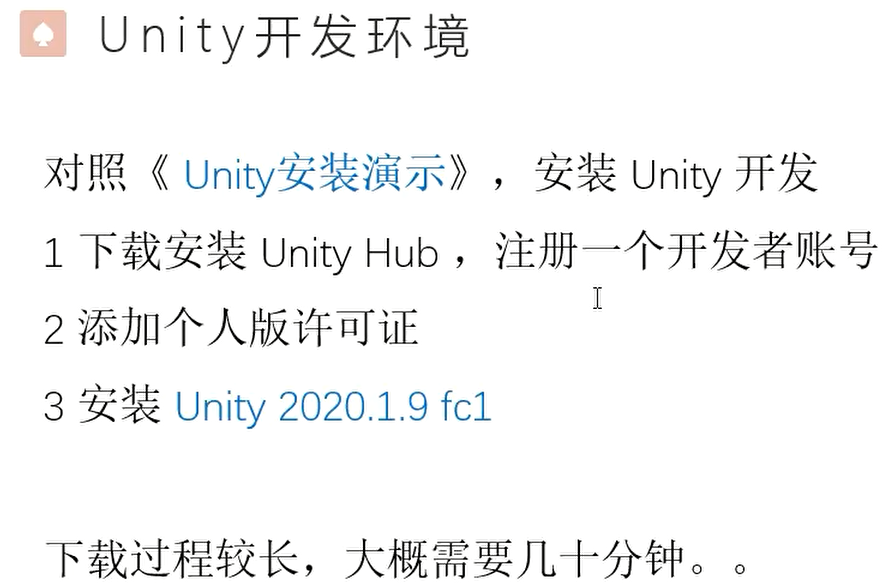 Unity开发环境
对照《 Unity安装演示》，安装 Unity 开发
1 下载安装 Unity Hub ，注册一个开发者账号
2 添加个人版许可证
3 安装 Unity 2020.1.9 fc1
下载过程较长，大概需要几十分钟。。